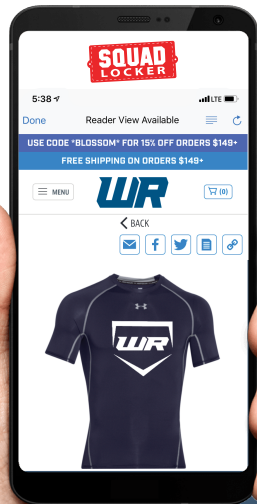 SQUAD
LOCKER
5:38
LTE
Done
Reader View Available
USE CODE *BLOSSOM* FOR 15% OFF ORDERS $149+
FREE SHIPPING ON ORDERS $149+
MENU
WR
(0)
BACK
f
WR